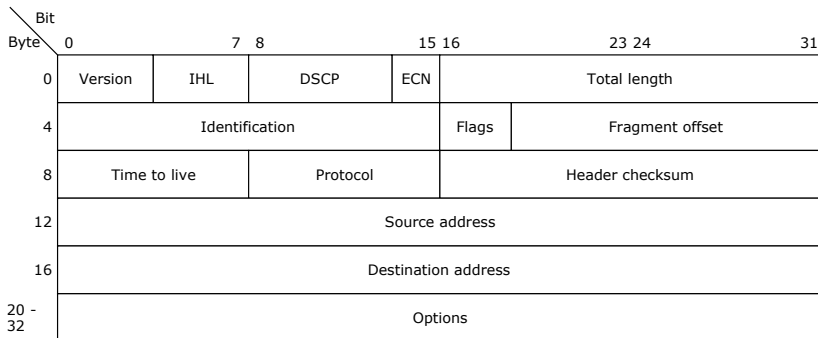 Bit
Byte 0 7 8 15 16 23 24 31
0 Version IHL DSCP ECN Total length
4 Identification Flags Fragment offset
8 Time to live Protocol Header checksum
12 Source address
16 Destination address
20 -
32 Options